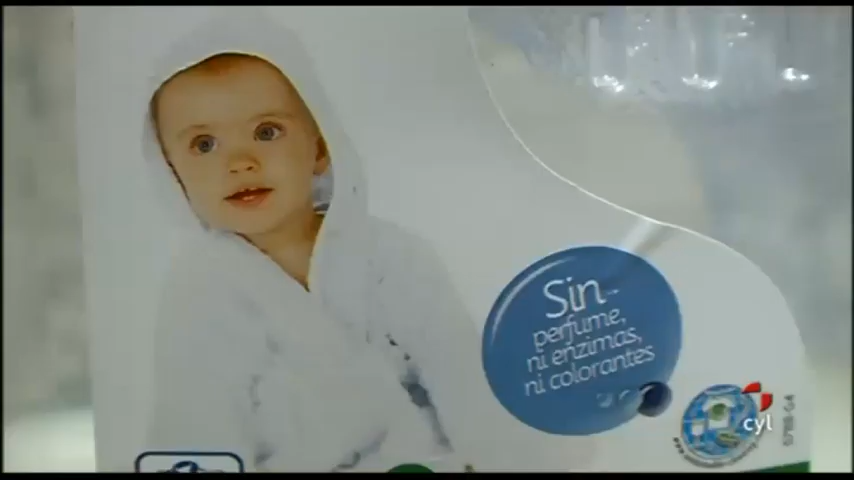 Sin
perfume,
ni enzimas,
ni colorantes
cyl